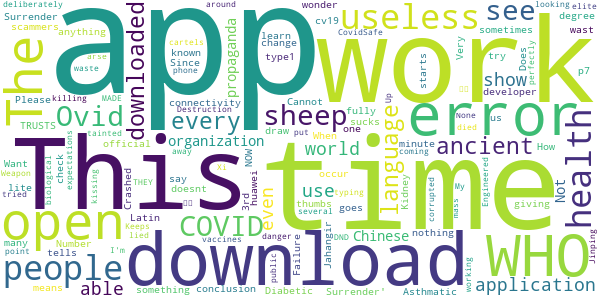 Surrender
deliberately
scammers
app
work
The
downloaded
killing
Please
Since
known
around
anything
waste
arse
cartels
phone
CovidSafe
wonder
cv19
learn
change
type1
propaganda
useless
see
looking
elite
degree
or
wast
sometimes
Very
Does
perfectly
try
p7
starts
show
developer
Ovid
TRUSTS
MADE
connectivity
Destruction
every
sucks
sheep
Cannot
fully
draw
put
one
language
Up
error
None
died
us
ancient
How
Engineered
minute
coming
health
Not
official
tainted
organization
When
world
THEY
This
time
open
download
WHO
people
COVID
Want
Weapon
lite
tried
biological
check
expectations
kissing
Crashed
away
say
doesnt
Xi
NOW
3rd
huawei
use
even
thumbs
several
occur
typing
goes
Kidney
corrupted
mass
My
giving
Jinping
Latin
Keeps
lied
Chinese
nothing
application
working
many
point
Number
tells
I'm
means
able
something
vaccines
conclusion
danger
public
Diabetic
Failure
DND
Jahangir
Surrender'
Asthmatic